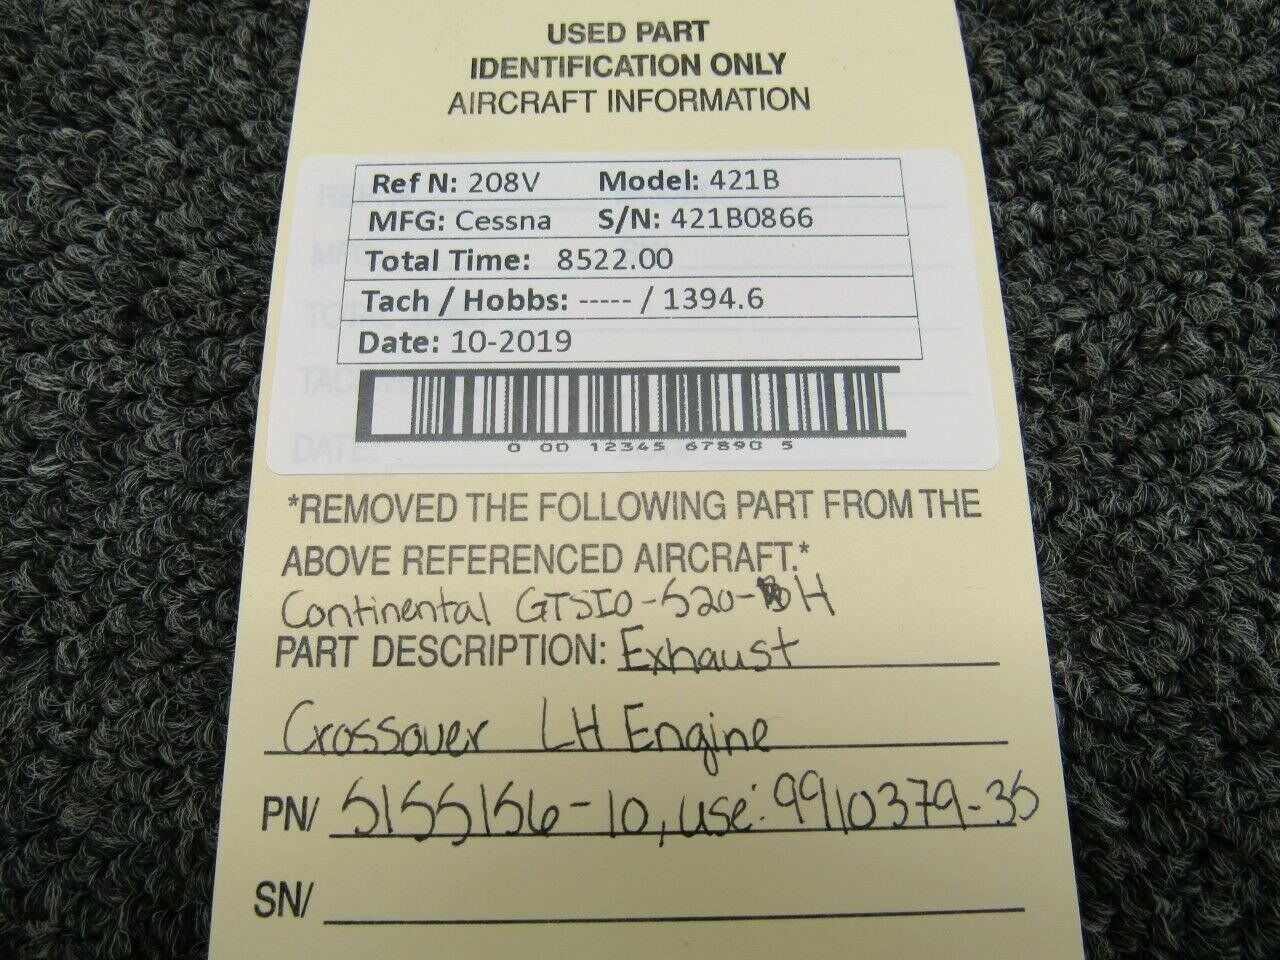 USED PART
IDENTIFICATION ONLY
AIRCRAFT INFORMATION
Ref N: 208V Model: 421B
MFG: Cessna S/N: 421B0866
Total Time: 8522.00
Tach / Hobbs: ----- / 1394.6
Date: 10-2019
0 00 12345 67890 5
*REMOVED THE FOLLOWING PART FROM THE
ABOVE REFERENCED AIRCRAFT.*
Continental GTSIO-520-H
PART DESCRIPTION: Exhaust
Crossover LH Engine
PN/ 5155156-10, use: 9910379-35
SN/